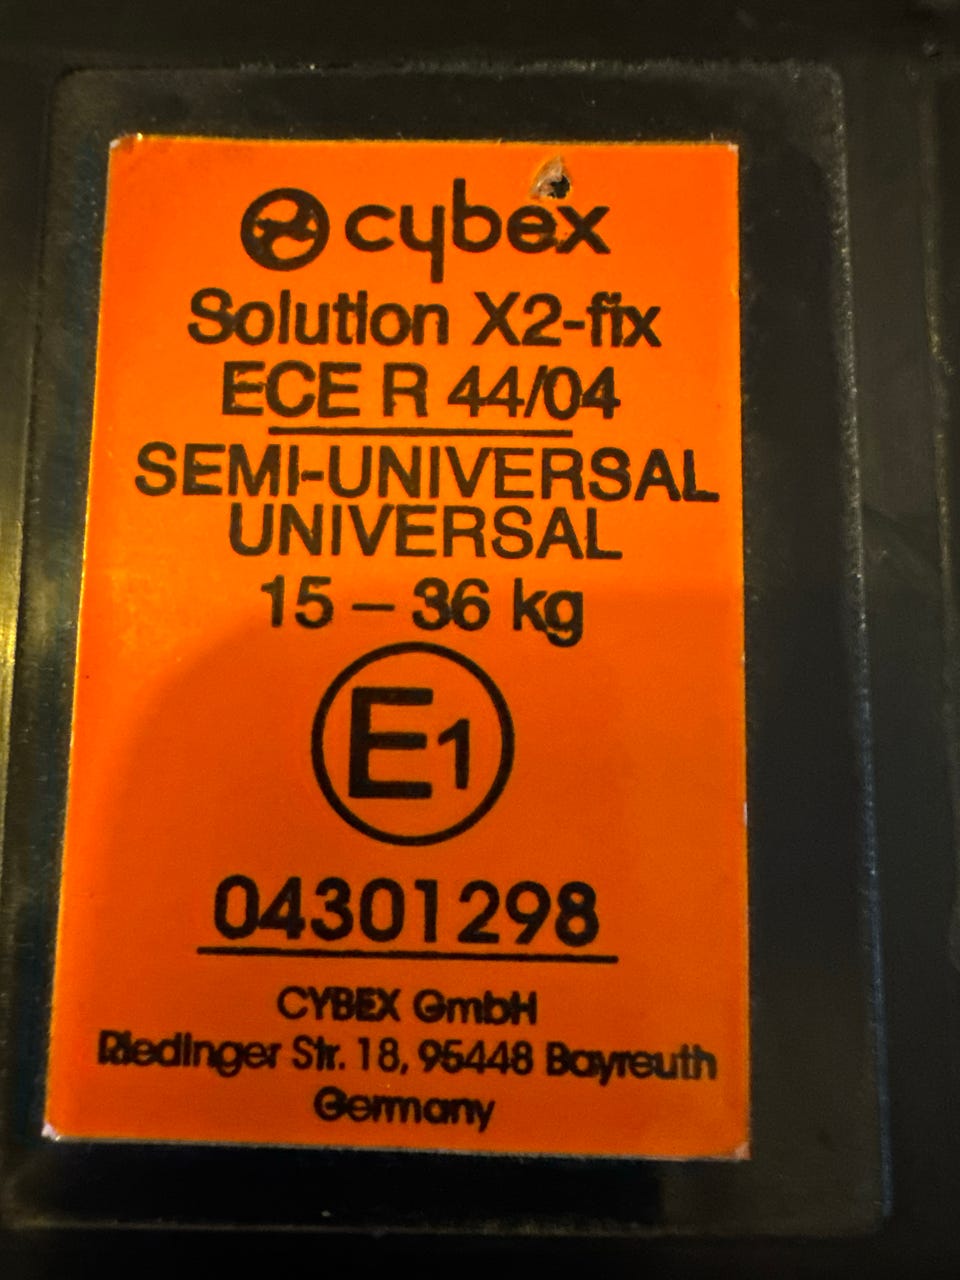 cybex
Solution X2-fix
ECE R 44/04
SEMI-UNIVERSAL
UNIVERSAL
15 – 36 kg
E1
04301298
CYBEX GmbH
Riedinger Str. 18, 95448 Bayreuth
Germany